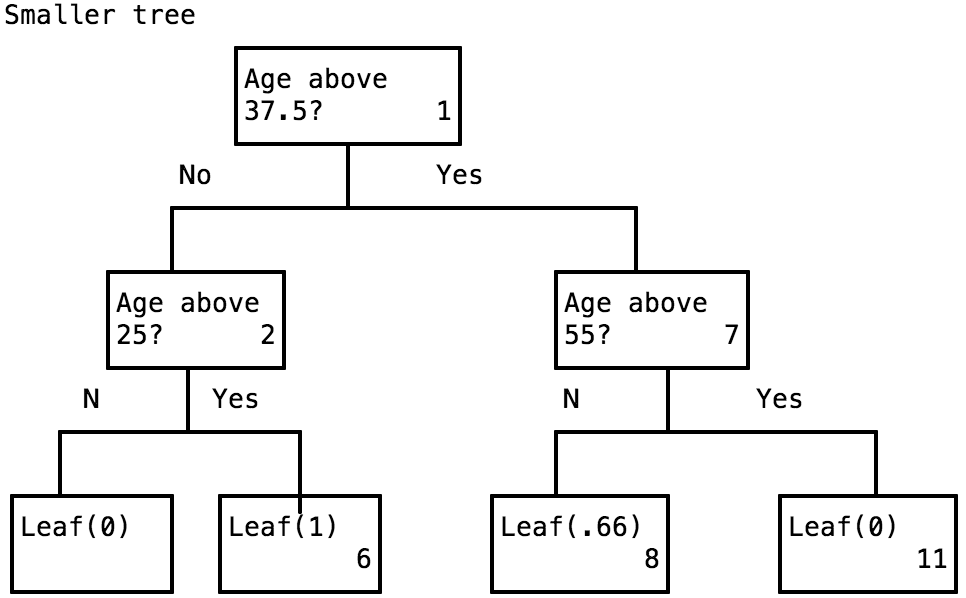 Smaller tree
Age above
37.5? 1
No Yes
Age above
25? 2
Age above
55? 7
N Yes
N Yes
Leaf(0)
Leaf(1)
6
Leaf(.66)
8
Leaf(0)
11